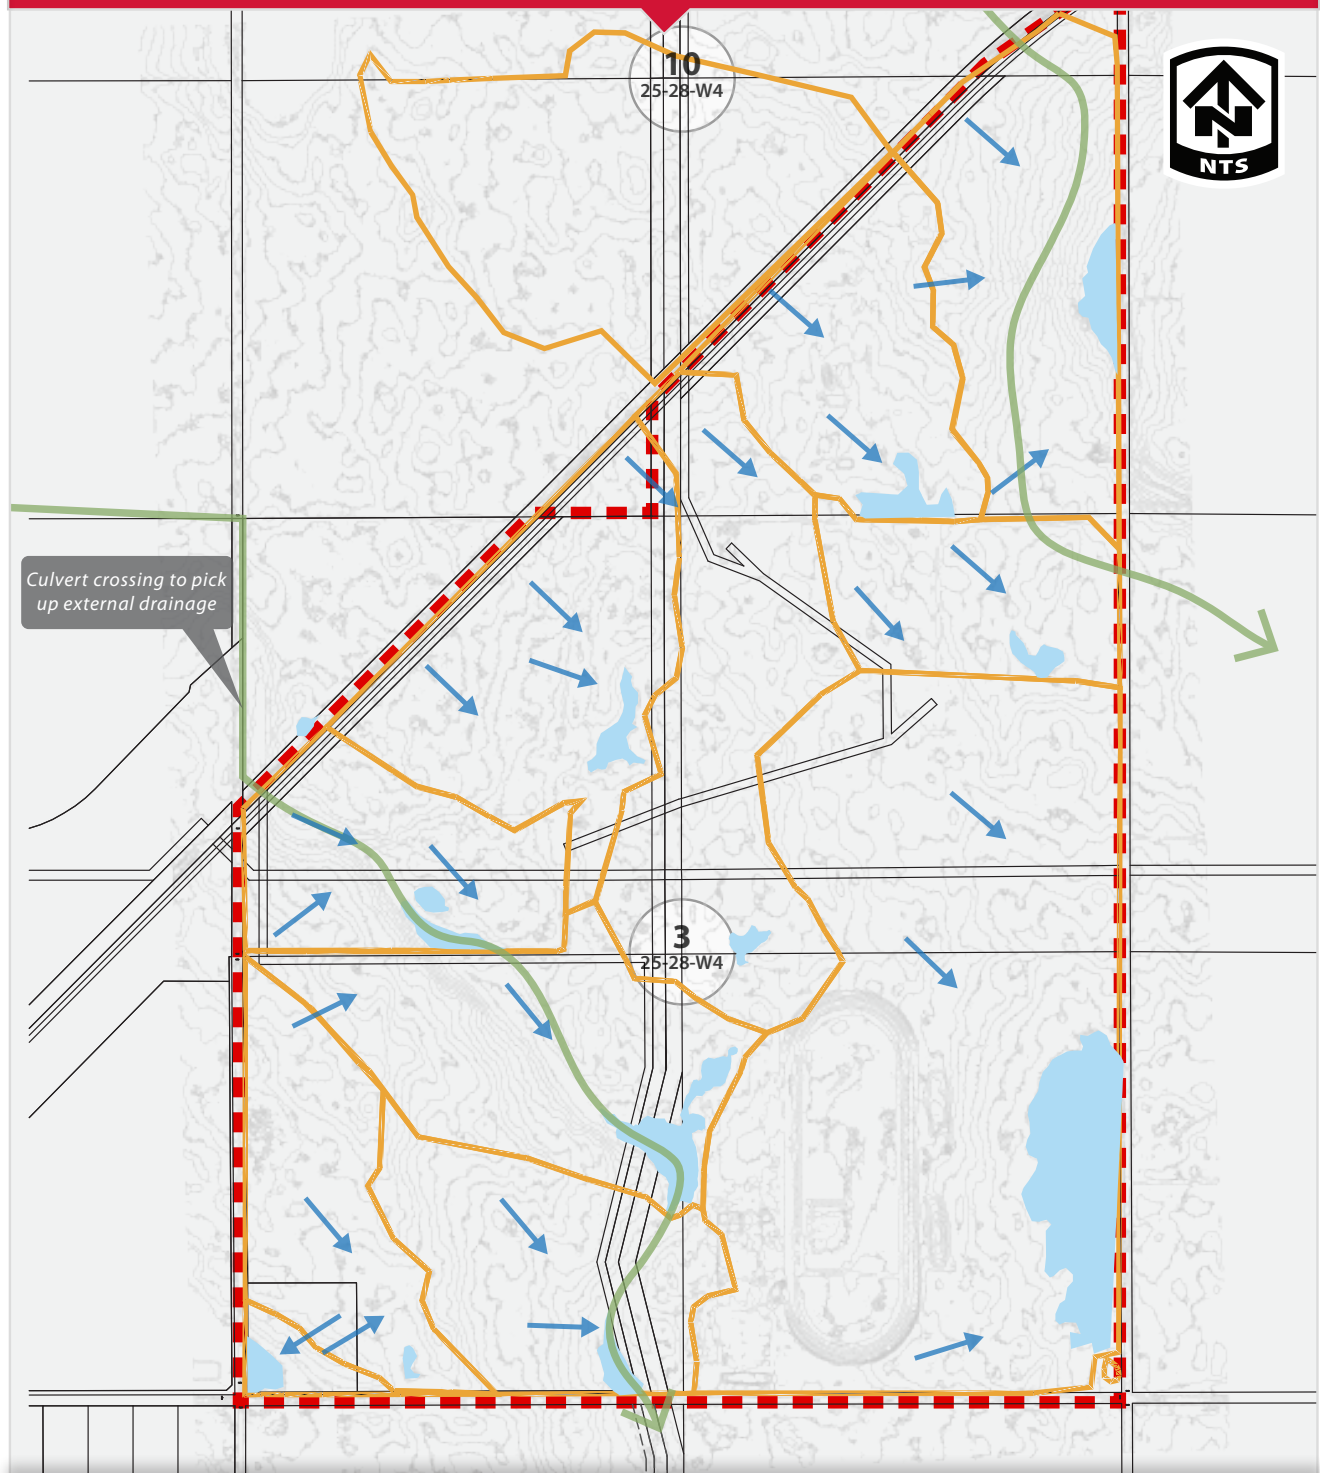 10
25-28-W4
NTS
Culvert crossing to pick
up external drainage
3
25-28-W4